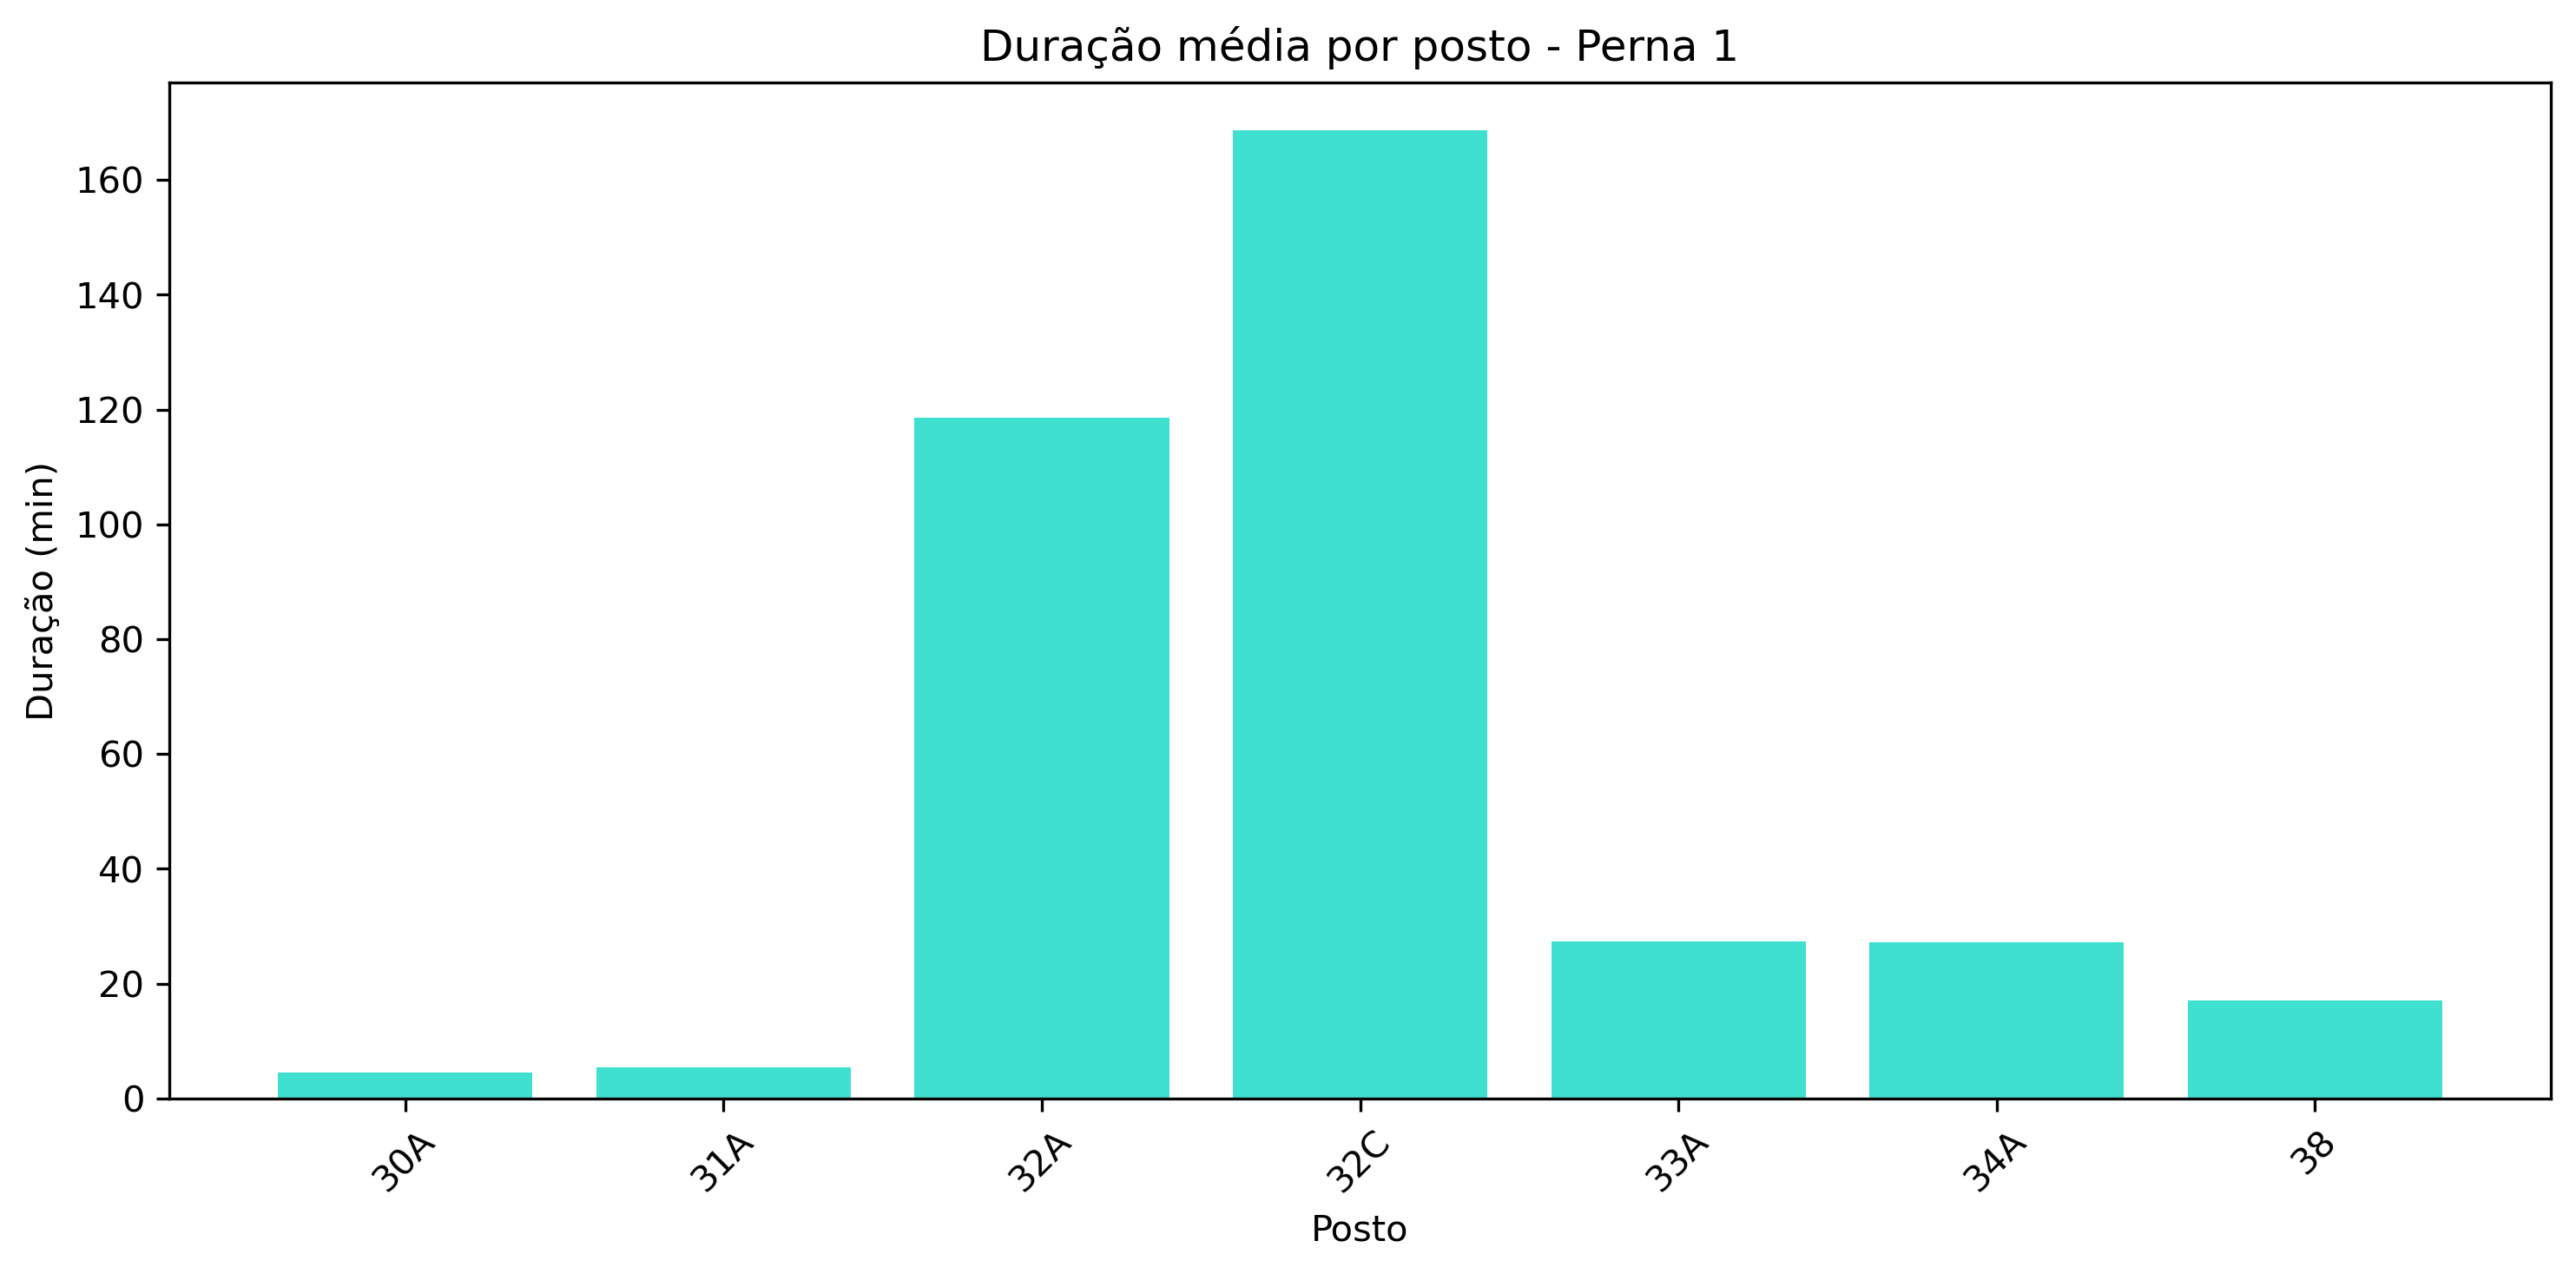 Duração média por posto - Perna 1
Duração (min)
160
140
120
100
80
60
40
20
0
30A
31A
32A
32C
33A
34A
38
Posto